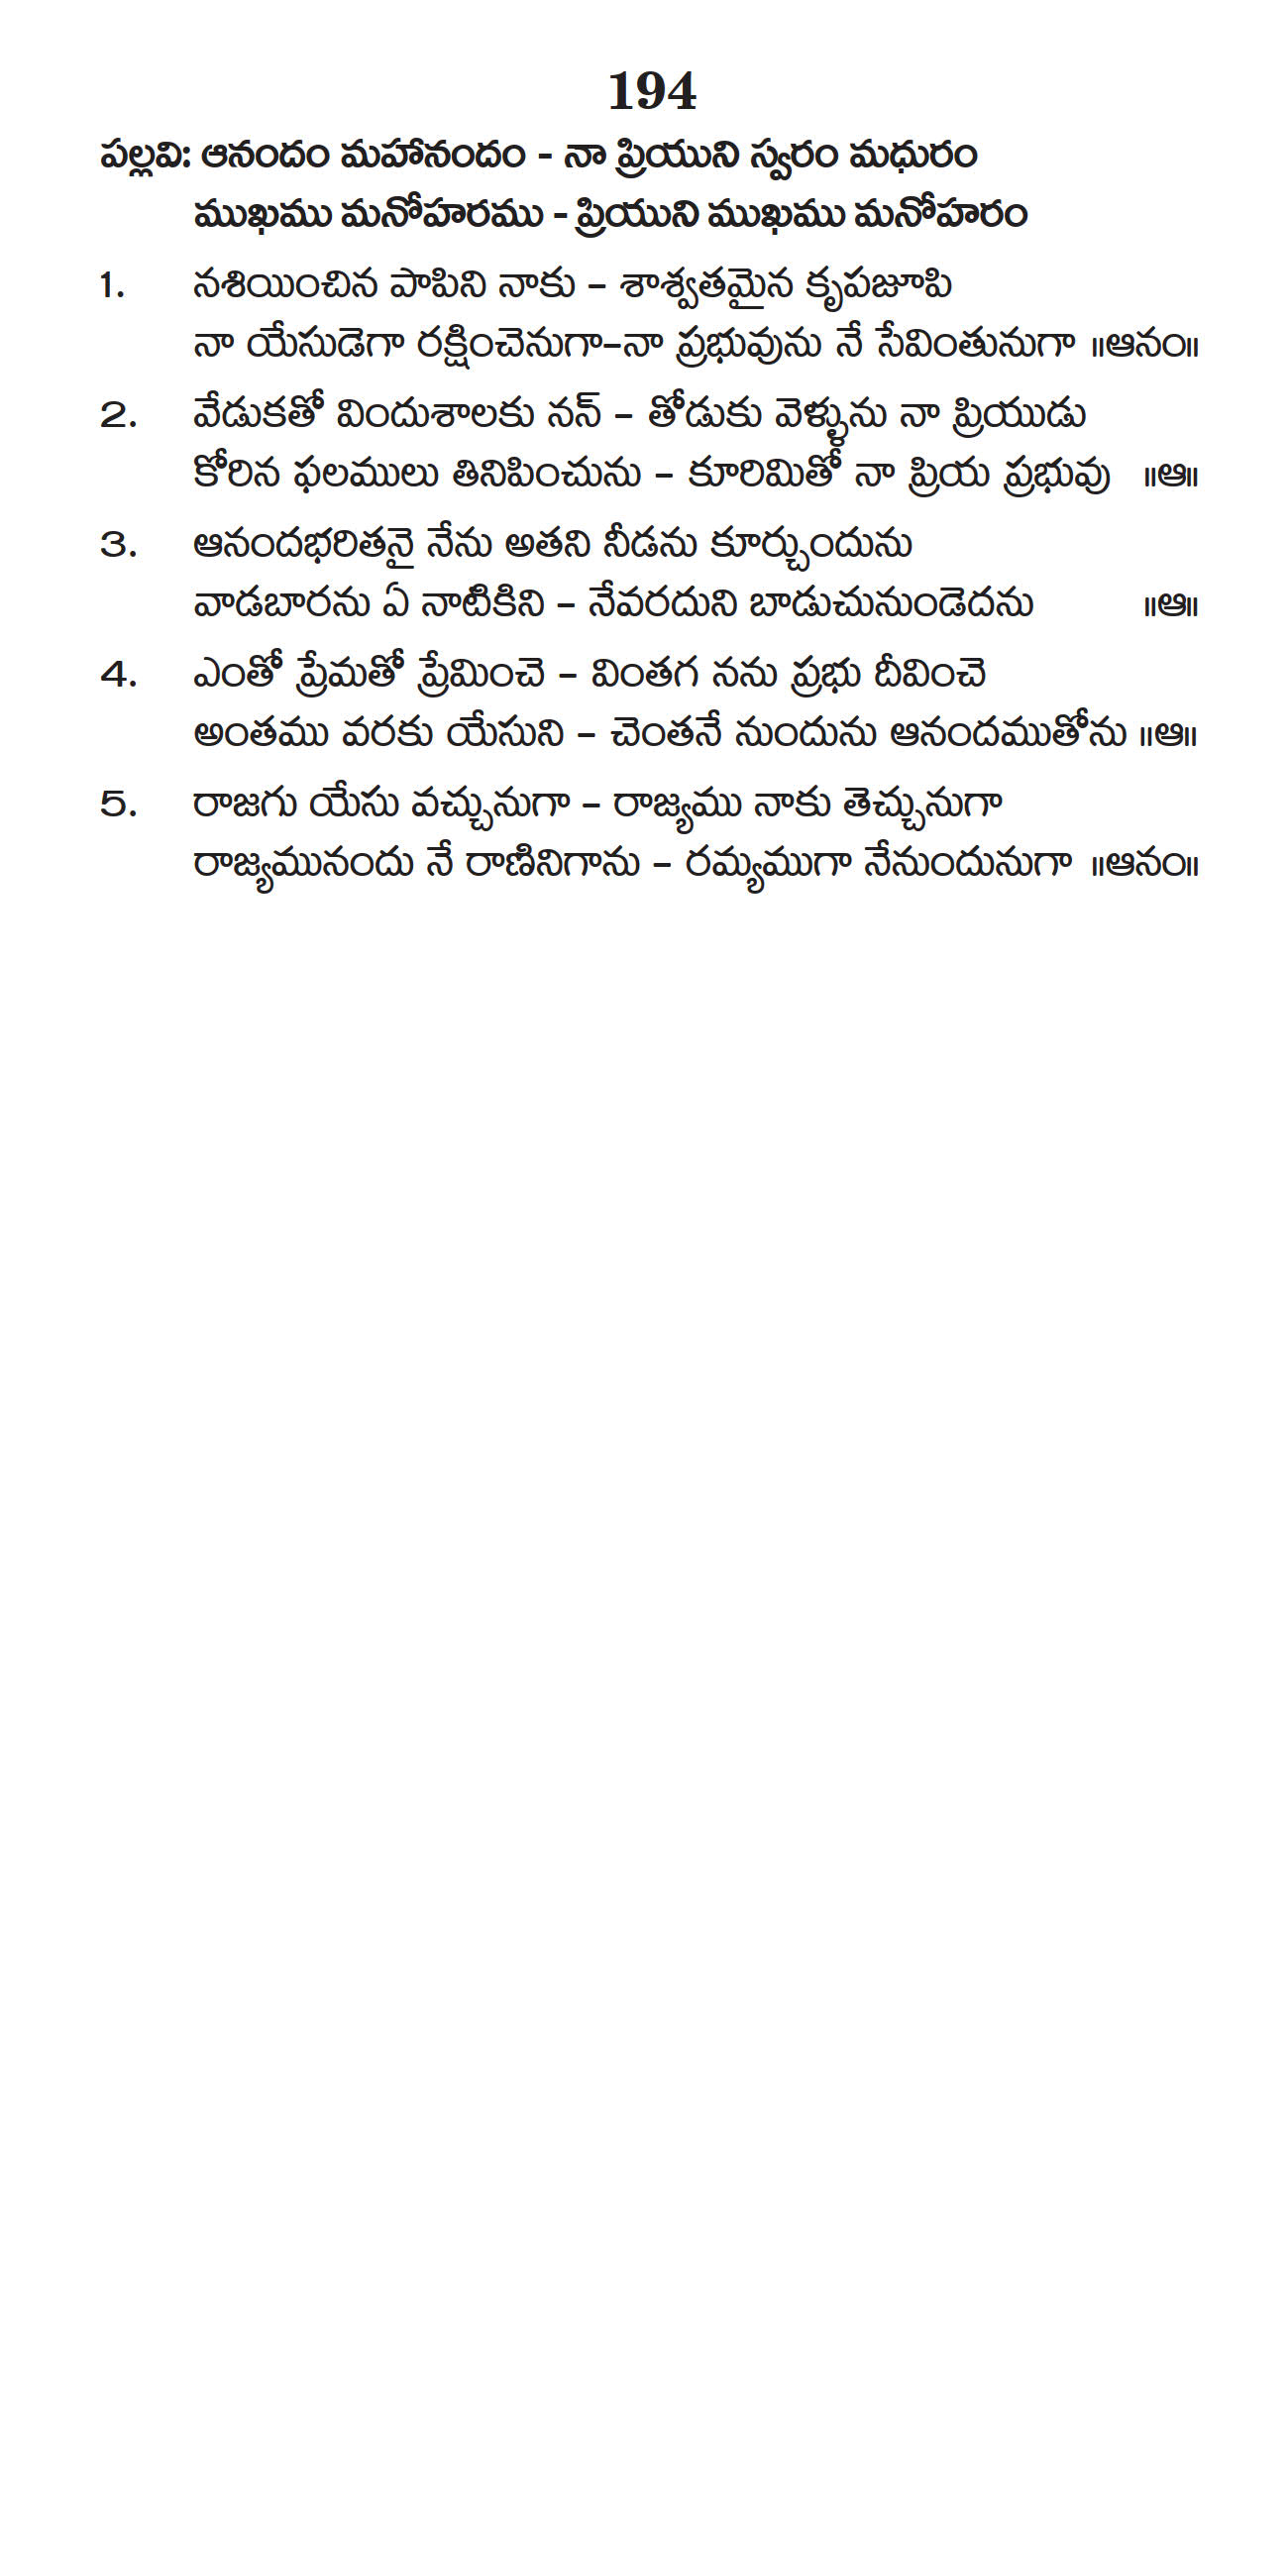 194
పల్లవి: ఆనందం మహానందం - నా ప్రియుని స్వరం మధురం
ముఖము మనోహరము - ప్రియుని ముఖము మనోహరం
1. నశియించిన పాపిని నాకు – శాశ్వతమైన కృపజూపి
నా యేసుడెగా రక్షించెనుగా–నా ప్రభువును నే సేవింతునుగా ॥ఆనం॥
2. వేడుకతో విందుశాలకు నన్ – తోడుకు వెళ్ళును నా ప్రియుడు
కోరిన ఫలములు తినిపించును – కూరిమితో నా ప్రియ ప్రభువు ॥ఆ॥
3. ఆనందభరితనై నేను అతని నీడను కూర్చుందును
వాడబారను ఏ నాటికిని – నేవరదుని బాడుచునుండెదను ॥ఆ॥
4. ఎంతో ప్రేమతో ప్రేమించె – వింతగ నను ప్రభు దీవించె
అంతము వరకు యేసుని – చెంతనే నుందును ఆనందముతోను ॥ఆ॥
5. రాజగు యేసు వచ్చునుగా – రాజ్యము నాకు తెచ్చునుగా
రాజ్యమునందు నే రాణినిగాను – రమ్యముగా నేనుందునుగా ॥ఆనం॥